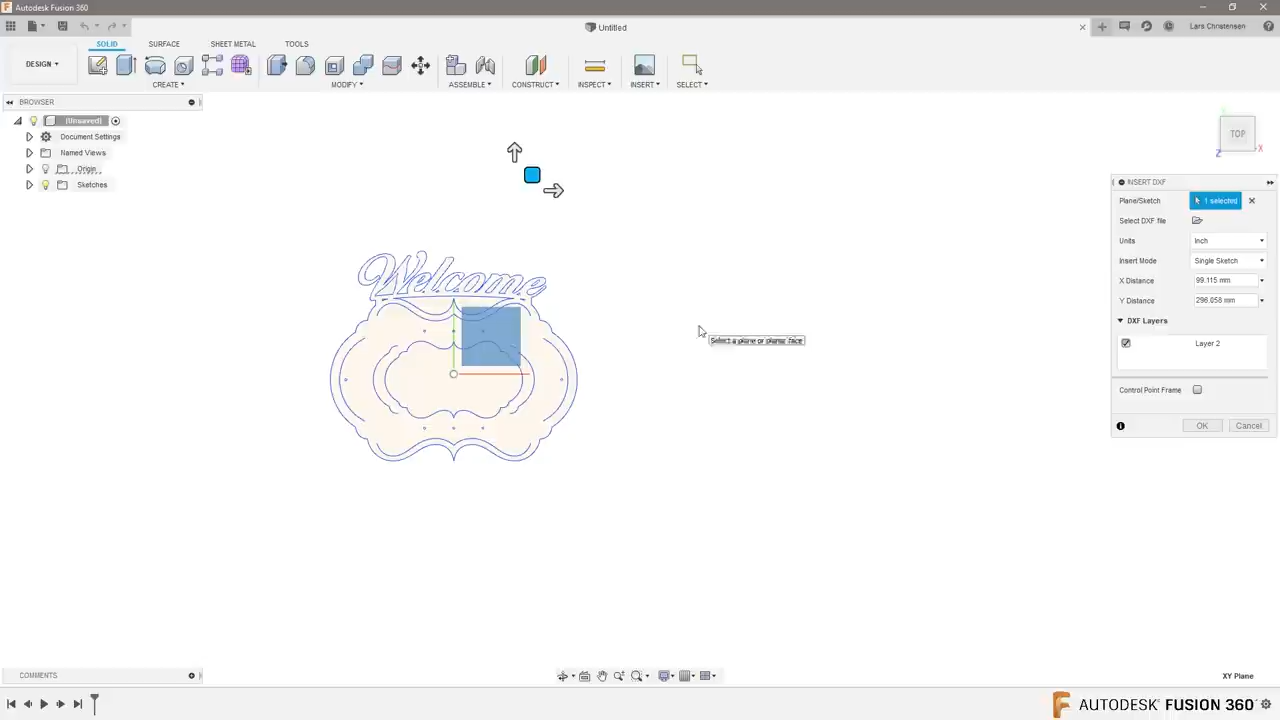 Autodesk Fusion 360
Untitled
Lars Christensen
SOLID SURFACE SHEET METAL TOOLS
DESIGN
CREATE MODIFY ASSEMBLE CONSTRUCT INSPECT INSERT SELECT
BROWSER
(Unsaved)
Document Settings
Named Views
Origin
Sketches
TOP
X
Z
INSERT DXF
Plane/Sketch 1 selected
Select DXF file
Units Inch
Insert Mode Single Sketch
X Distance 99.115 mm
Y Distance 296.058 mm
DXF Layers
Layer 2
Control Point Frame
OK Cancel
Welcome
Select a plane or planar face
COMMENTS
XY Plane
AUTODESK® FUSION 360°